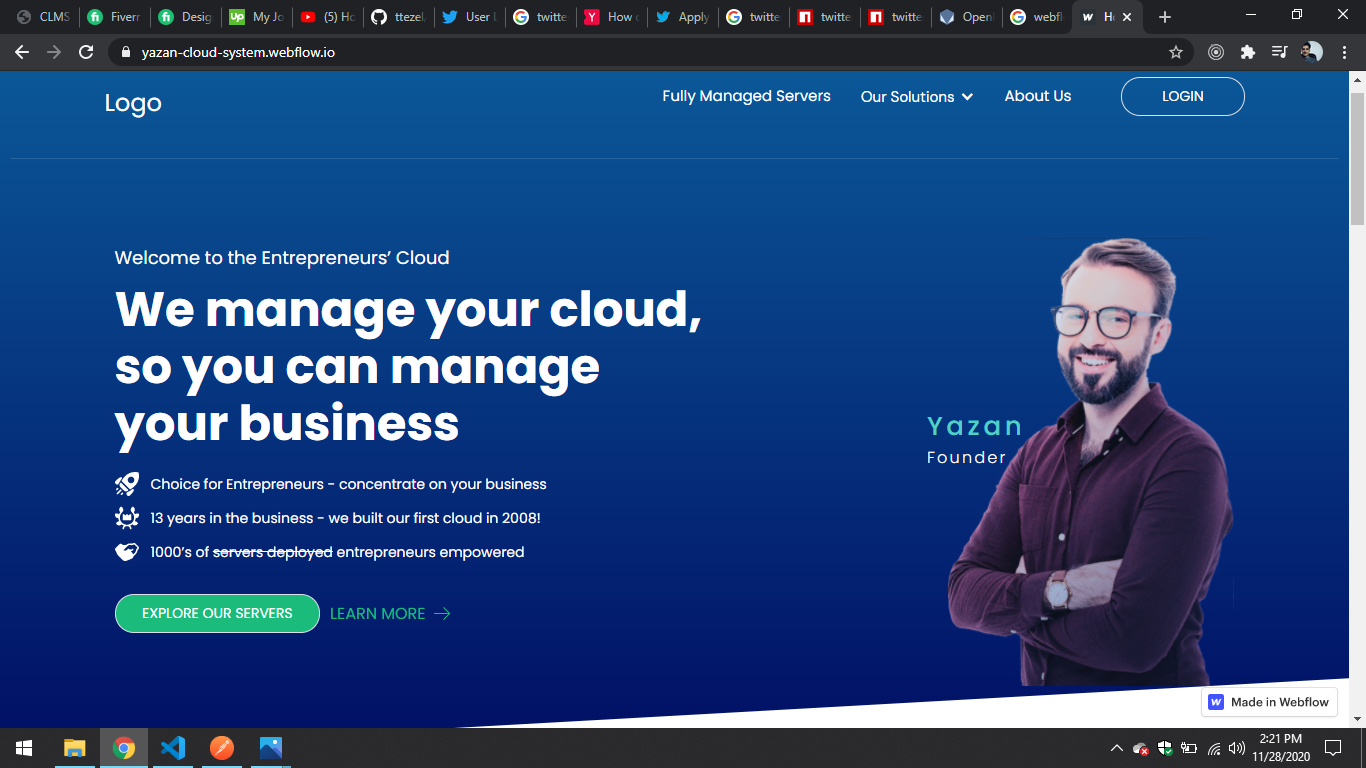 CLMS
Fiverr
Desig
My Jo
(5) Ho
ttezel
User
twitte
How
Apply
twitte
twitte
twitte
Open
webfl
yazan-cloud-system.webflow.io
Logo
Fully Managed Servers
Our Solutions
About Us
LOGIN
Welcome to the Entrepreneurs’ Cloud
We manage your cloud,
so you can manage
your business
Yazan
Founder
Choice for Entrepreneurs - concentrate on your business
13 years in the business - we built our first cloud in 2008!
1000’s of servers deployed entrepreneurs empowered
EXPLORE OUR SERVERS
LEARN MORE
Made in Webflow
2:21 PM
11/28/2020